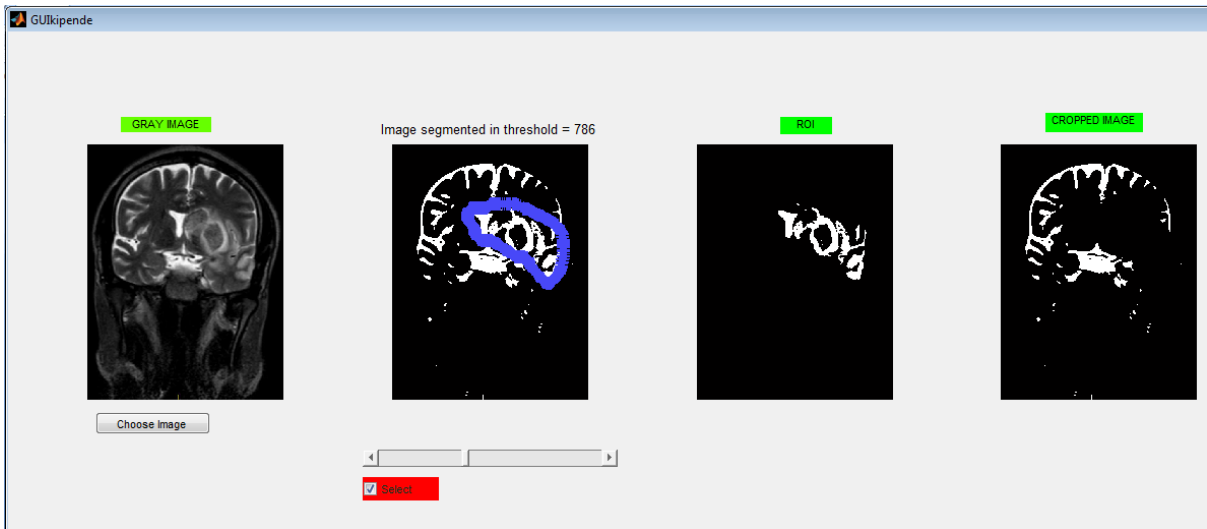 GUIkipende
GRAY IMAGE
Image segmented in threshold = 786
ROI
CROPPED IMAGE
Choose Image
Select